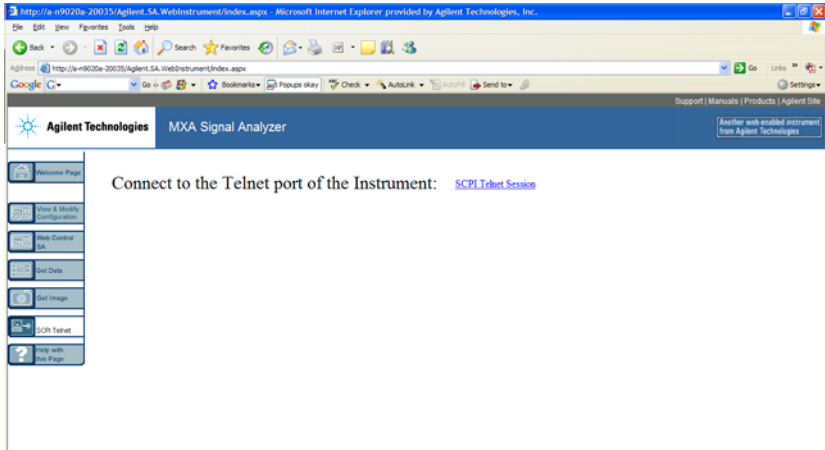 http://a-n9020a-20035/Agilent.SA.WebInstrument/index.aspx - Microsoft Internet Explorer provided by Agilent Technologies, Inc.
File Edit View Favorites Tools Help
Back Search Favorites
Address http://a-n9020a-20035/Agilent.SA.WebInstrument/index.aspx Go Links »
Google G Go Bookmarks Popups okay Check AutoLink AutoFill Send to Settings
Support | Manuals | Products | Agilent Site
Agilent Technologies MXA Signal Analyzer
Another web-enabled instrument
from Agilent Technologies
Welcome Page
Connect to the Telnet port of the Instrument: SCPI Telnet Session
View & Modify
Configuration
Web Control
SA
Get Data
Get Image
SCPI Telnet
Help with
this Page